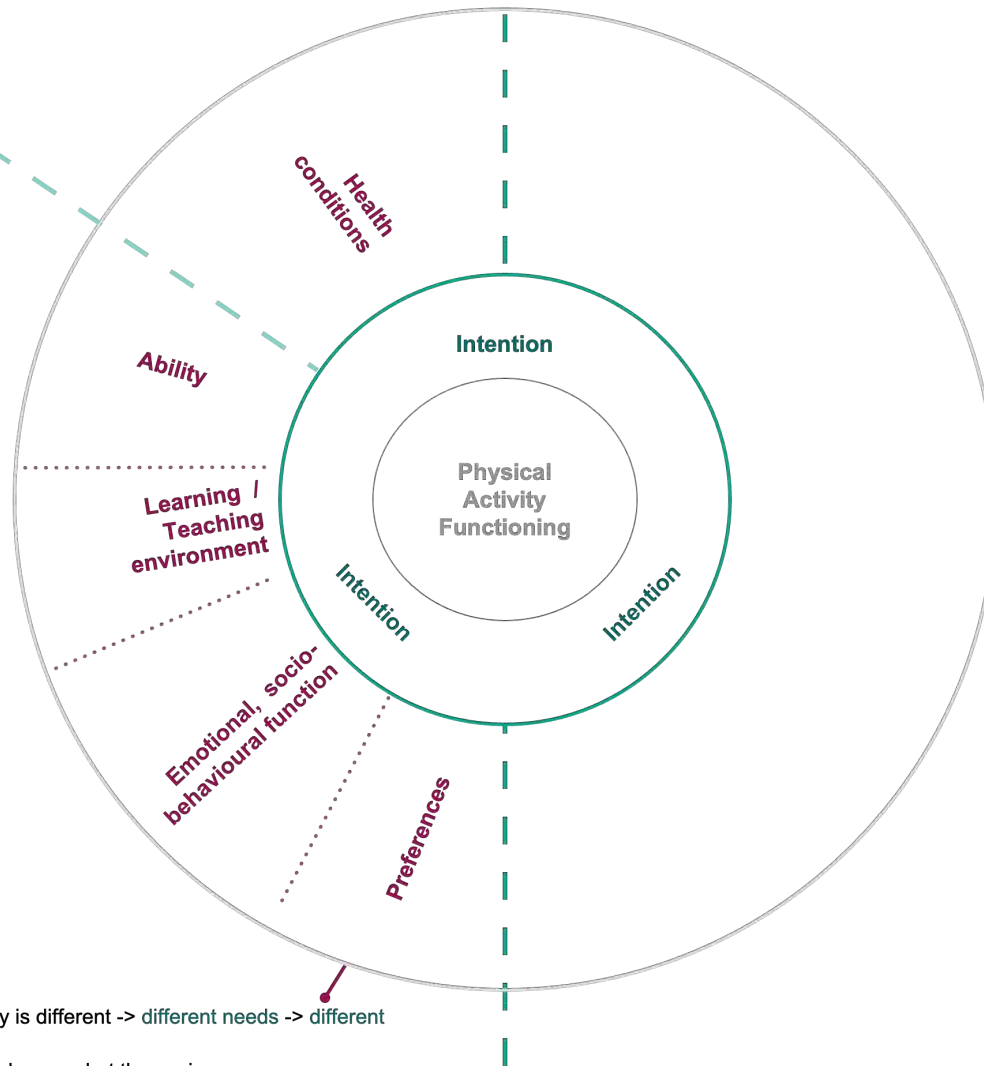 Health
conditions
Intention
Ability
Physical
Activity
Functioning
Learning /
Teaching
environment
Intention
Intention
Emotional, socio-
behavioural function
Preferences
y is different -> different needs -> different